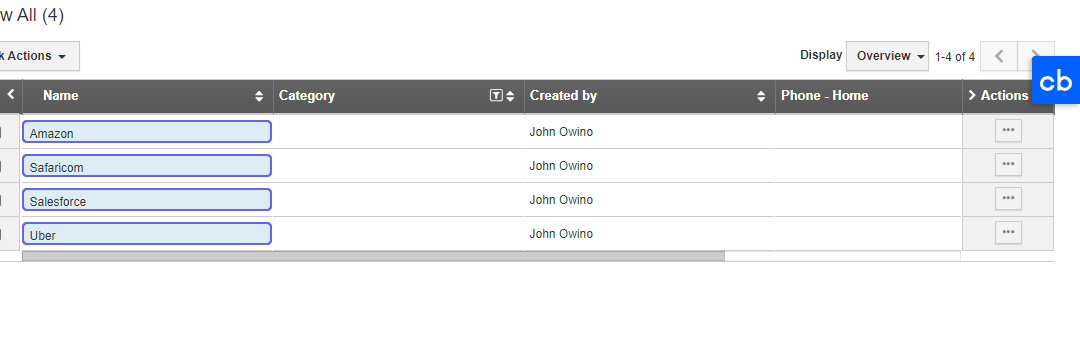 w All (4)
k Actions
Display Overview 1-4 of 4
cb
Name Category Created by Phone - Home Actions
Amazon John Owino
Safaricom John Owino
Salesforce John Owino
Uber John Owino